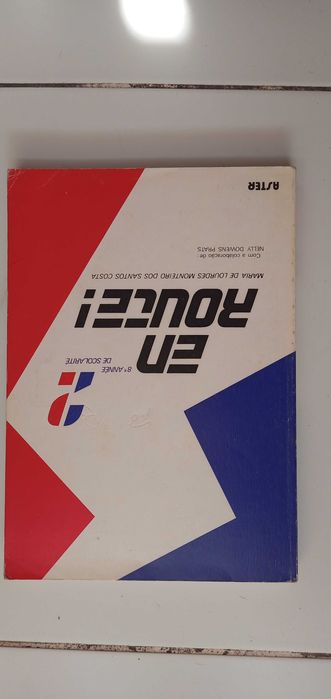 2
8ª ANNÉE
DE SCOLARITÉ
EN
ROUTE!
MARIA DE LOURDES MONTEIRO DOS SANTOS COSTA
Com a colaboração de:
NELLY DOWENS PRATS
ASTER